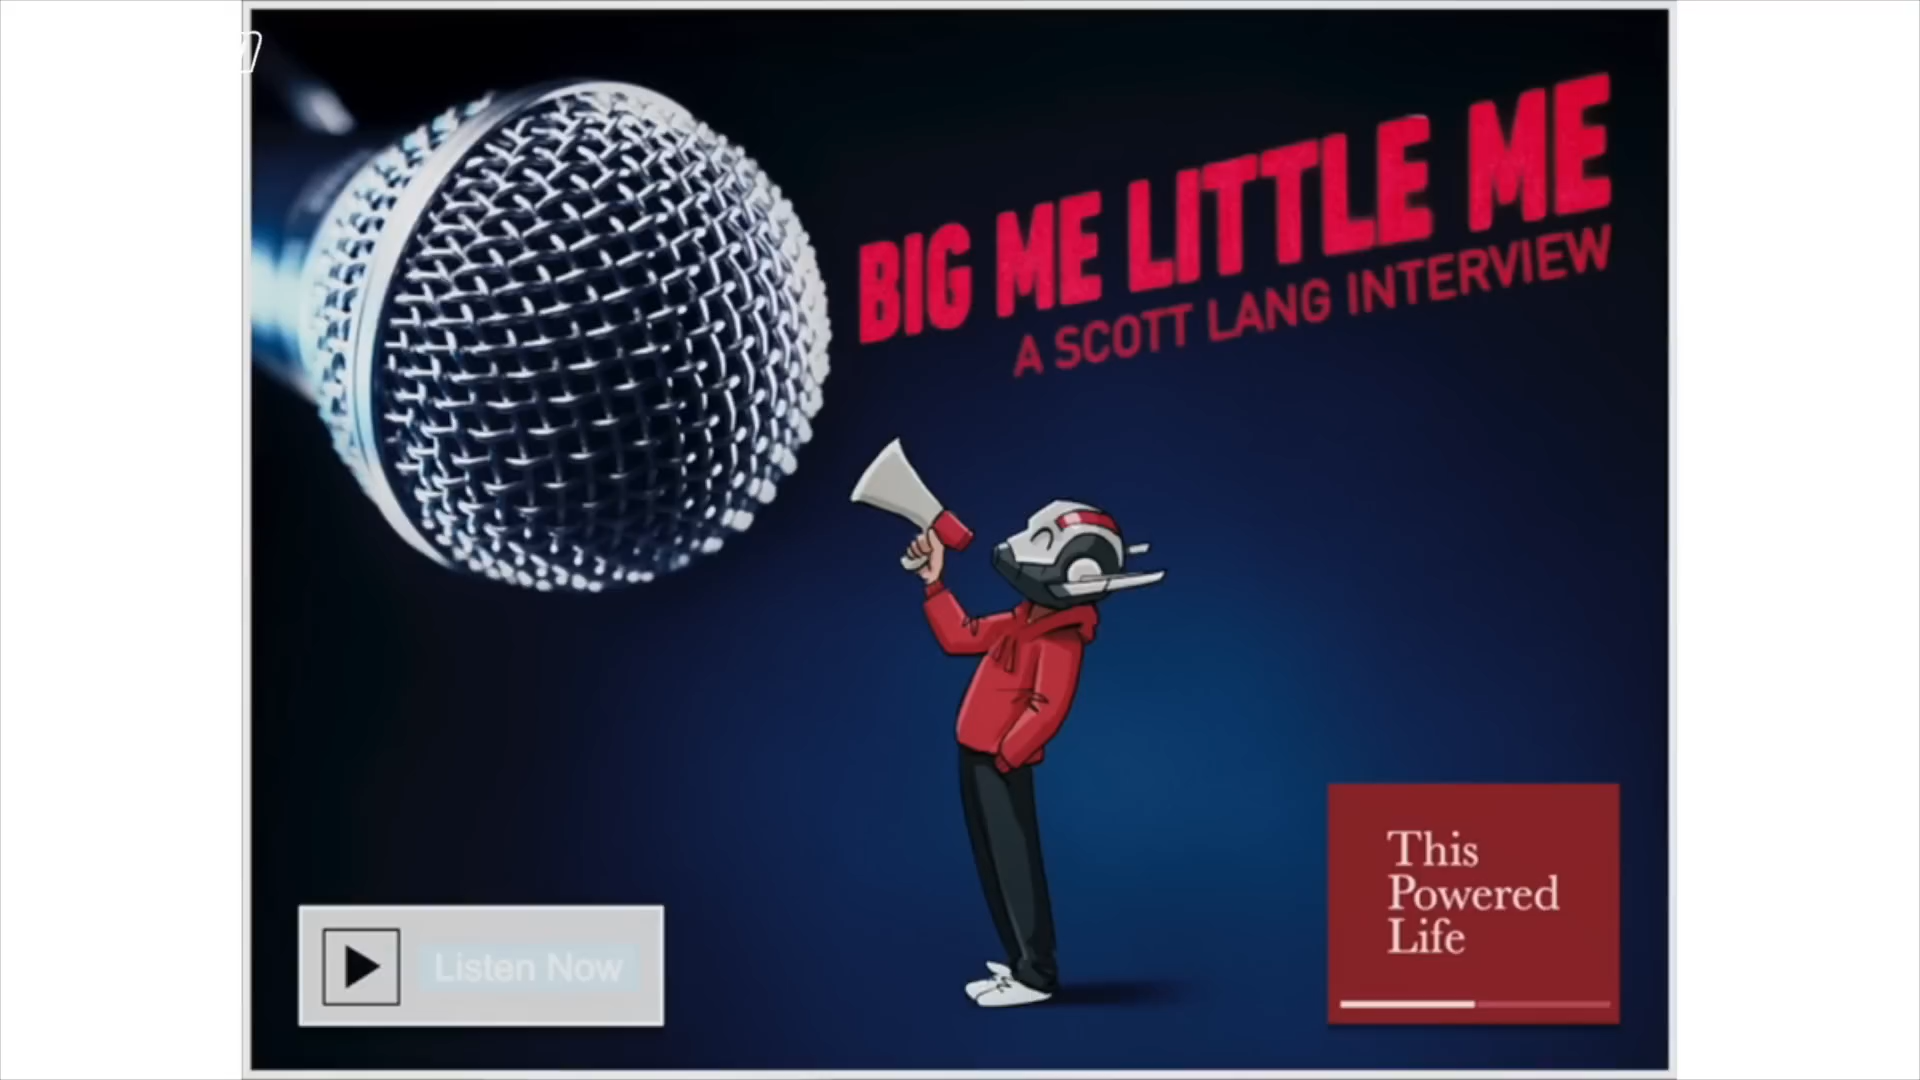 BIG ME LITTLE ME
A SCOTT LANG INTERVIEW
This
Powered
Life
Listen Now